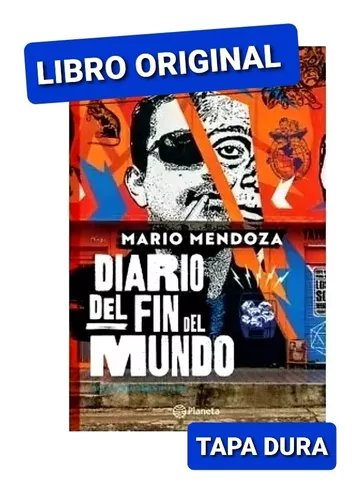 LIBRO ORIGINAL
MARIO MENDOZA
DIARIO
DEL FIN DEL
MUNDO
Planeta
TAPA DURA